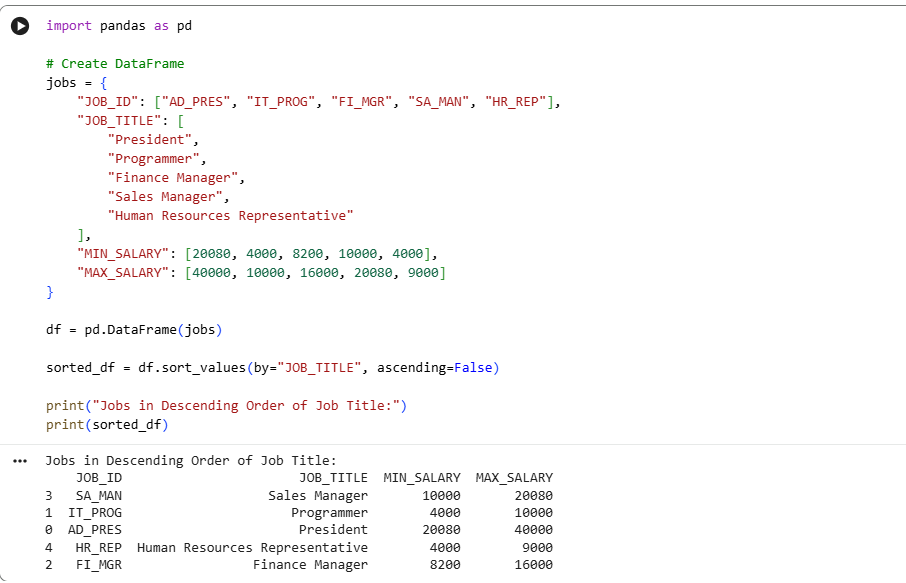 import pandas as pd
# Create DataFrame
jobs = {
    "JOB_ID": ["AD_PRES", "IT_PROG", "FI_MGR", "SA_MAN", "HR_REP"],
    "JOB_TITLE": [
        "President",
        "Programmer",
        "Finance Manager",
        "Sales Manager",
        "Human Resources Representative"
    ],
    "MIN_SALARY": [20080, 4000, 8200, 10000, 4000],
    "MAX_SALARY": [40000, 10000, 16000, 20080, 9000]
}
df = pd.DataFrame(jobs)
sorted_df = df.sort_values(by="JOB_TITLE", ascending=False)
print("Jobs in Descending Order of Job Title:")
print(sorted_df)
Jobs in Descending Order of Job Title:
    JOB_ID                       JOB_TITLE  MIN_SALARY  MAX_SALARY
3   SA_MAN                   Sales Manager       10000       20080
1  IT_PROG                      Programmer        4000       10000
0  AD_PRES                       President       20080       40000
4   HR_REP  Human Resources Representative        4000        9000
2   FI_MGR                 Finance Manager        8200       16000